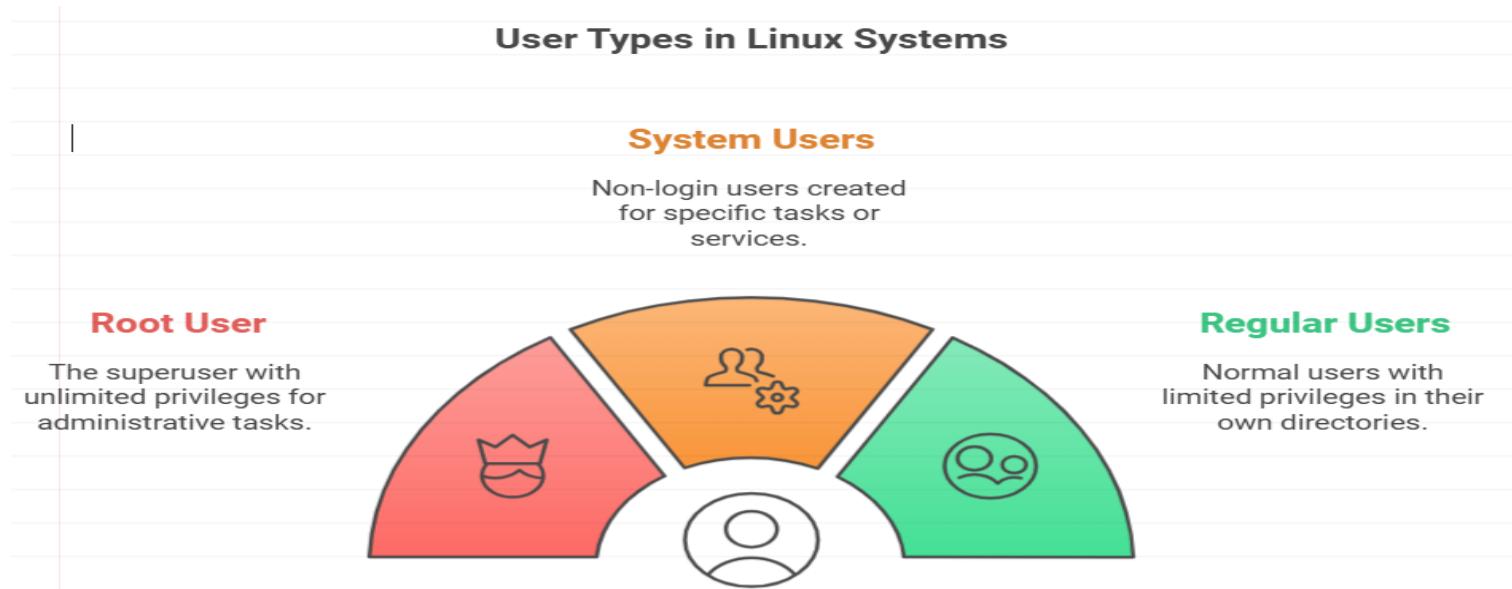 User Types in Linux Systems
System Users
Non-login users created
for specific tasks or
services.
Root User
The superuser with
unlimited privileges for
administrative tasks.
Regular Users
Normal users with
limited privileges in their
own directories.